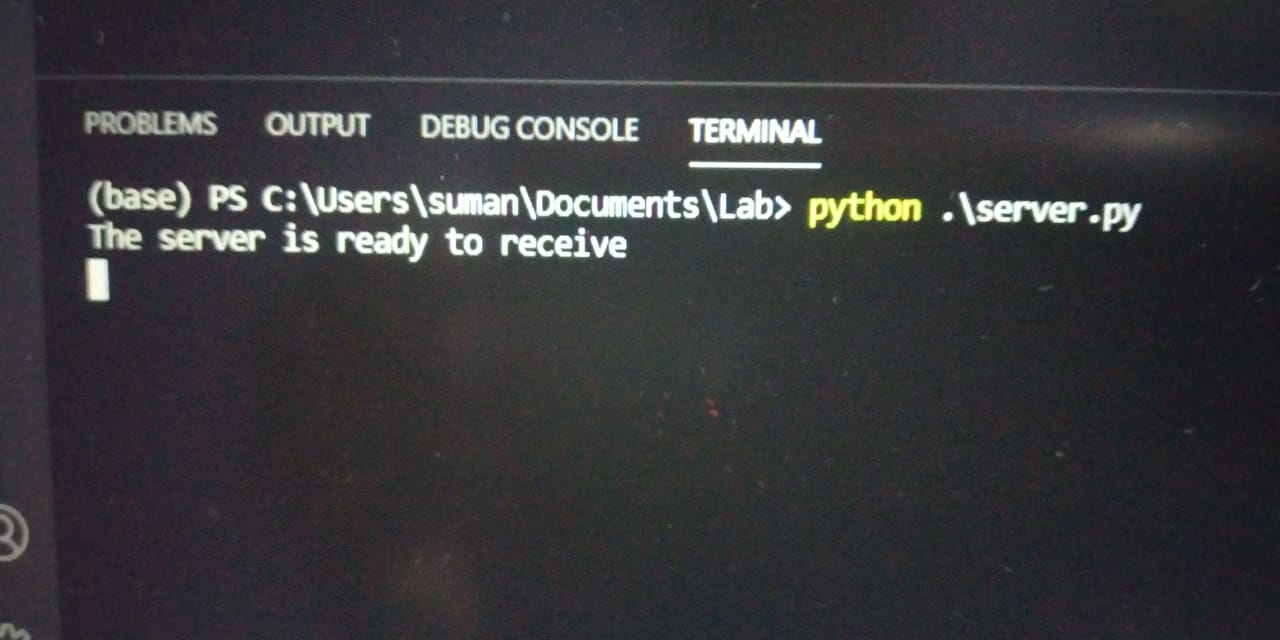 PROBLEMS OUTPUT DEBUG CONSOLE TERMINAL
(base) PS C:\Users\suman\Documents\Lab> python .\server.py
The server is ready to receive